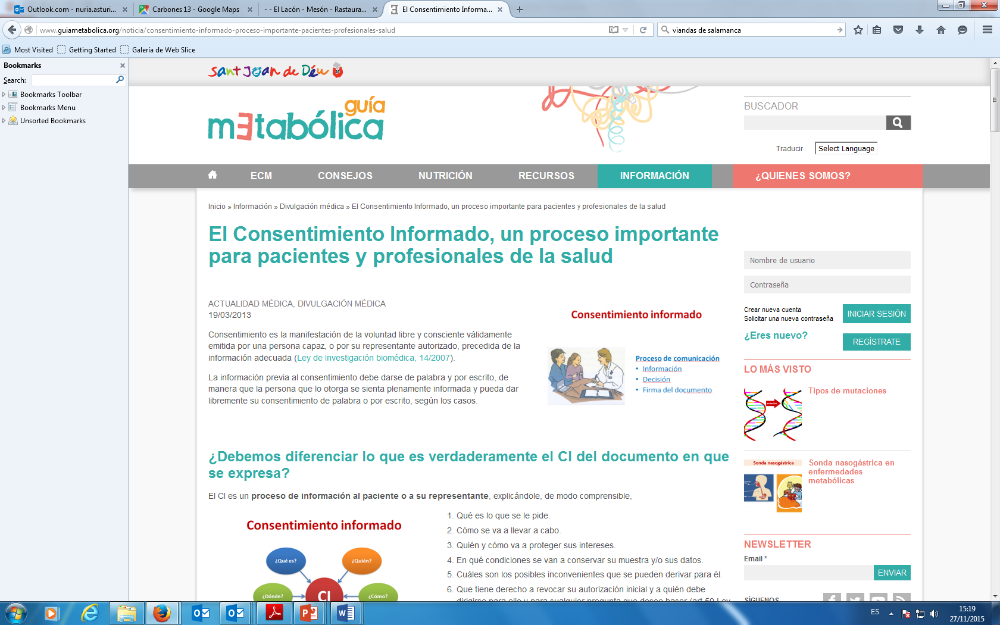 Outlook.com - nuria.asturi...
Carbones 13 - Google Maps
- - El Lacón - Mesón - Rastaura...
El Consentimiento Informa...
www.guiametabolica.org/noticia/consentimiento-informado-proceso-importante-pacientes-profesionales-salud
viandas de salamanca
Most Visited
Getting Started
Galería de Web Slice
Bookmarks
Search:
Bookmarks Toolbar
Bookmarks Menu
Unsorted Bookmarks
sant Joan de Déu
guía
metabólica
BUSCADOR
Traducir
Select Language
ECM
CONSEJOS
NUTRICIÓN
RECURSOS
INFORMACIÓN
¿QUIENES SOMOS?
Inicio » Información » Divulgación médica » El Consentimiento Informado, un proceso importante para pacientes y profesionales de la salud
El Consentimiento Informado, un proceso importante
para pacientes y profesionales de la salud
ACTUALIDAD MÉDICA, DIVULGACIÓN MÉDICA
19/03/2013
Consentimiento es la manifestación de la voluntad libre y consciente válidamente
emitida por una persona capaz, o por su representante autorizado, precedida de la
información adecuada (Ley de Investigación biomédica, 14/2007).
La información previa al consentimiento debe darse de palabra y por escrito, de
manera que la persona que lo otorga se sienta plenamente informada y pueda dar
libremente su consentimiento de palabra o por escrito, según los casos.
Consentimiento informado
Proceso de comunicación
• Información
• Decisión
• Firma del documento
¿Debemos diferenciar lo que es verdaderamente el CI del documento en que
se expresa?
El CI es un proceso de información al paciente o a su representante, explicándole, de modo comprensible,
Consentimiento informado
¿Qué es?
¿Quién?
¿Dónde?
CI
¿Cómo?
1. Qué es lo que se le pide.
2. Cómo se va a llevar a cabo.
3. Quién y cómo va a proteger sus intereses.
4. En qué condiciones se van a conservar su muestra y/o sus datos.
5. Cuáles son los posibles inconvenientes que se pueden derivar para él.
6. Que tiene derecho a revocar su autorización inicial y a quién debe
dirigirse para ello y para cualquier pregunta que desee hacer (art 59 Ley
Nombre de usuario
Contraseña
Crear nueva cuenta
Solicitar una nueva contraseña
INICIAR SESIÓN
¿Eres nuevo?
REGÍSTRATE
LO MÁS VISTO
Tipos de mutaciones
Sonda nasogástrica
Sonda nasogástrica en
enfermedades
metabólicas
NEWSLETTER
Email *
ENVIAR
SÍGUENOS
ES
15:19
27/11/2015